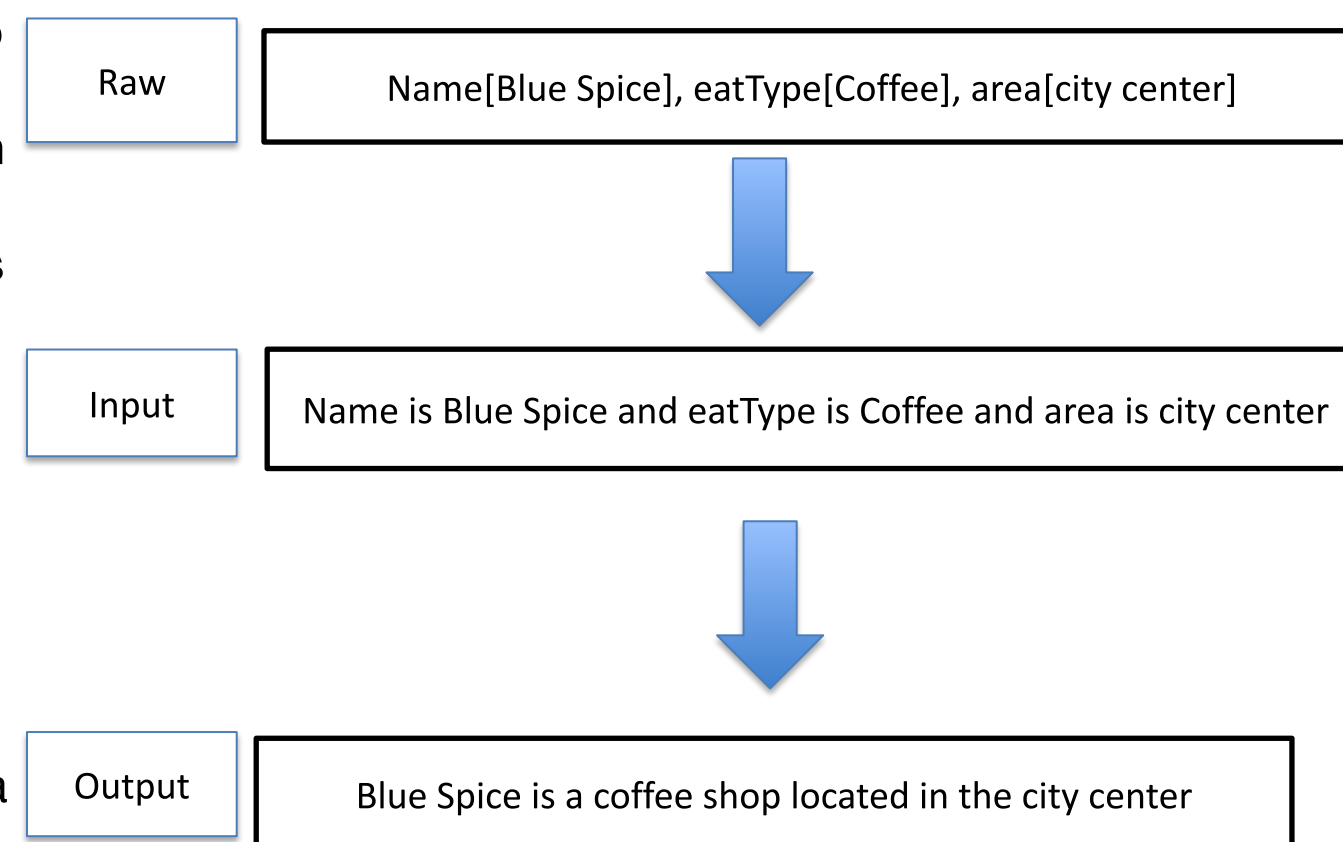 Raw
Name[Blue Spice], eatType[Coffee], area[city center]
Input
Name is Blue Spice and eatType is Coffee and area is city center
Output
Blue Spice is a coffee shop located in the city center